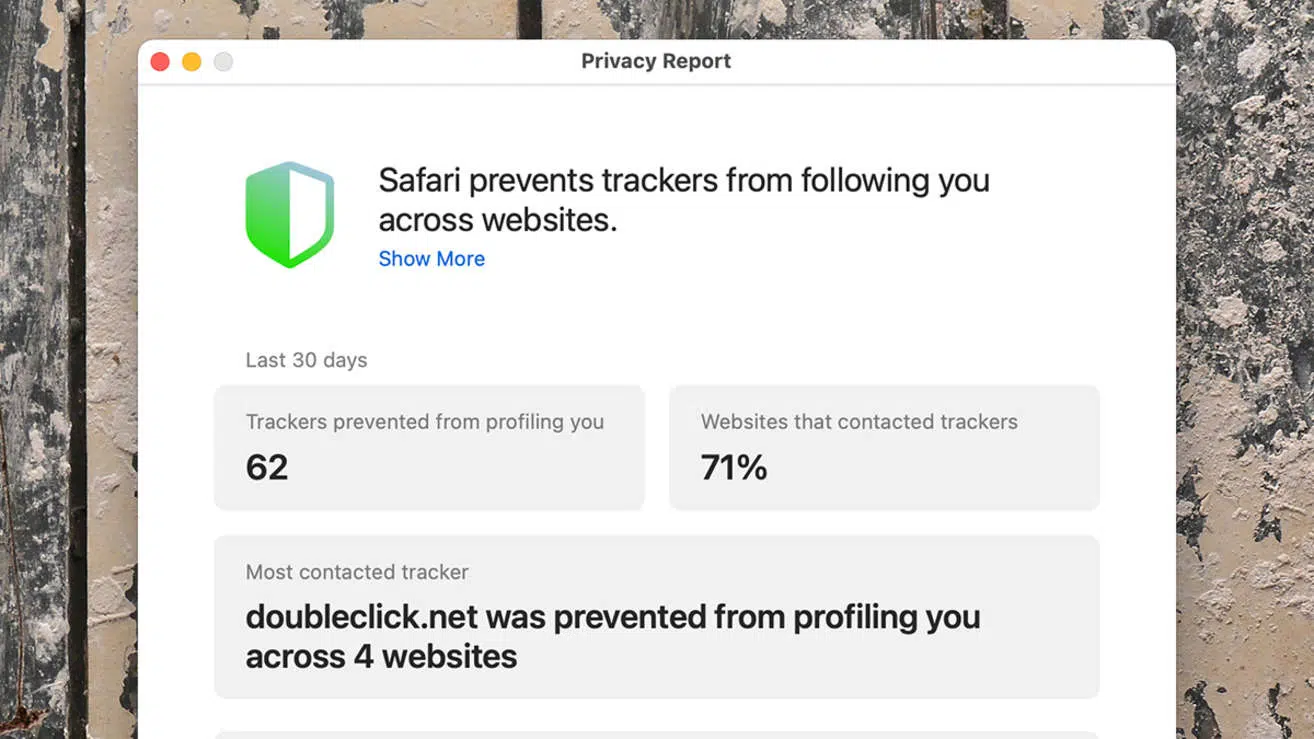 Privacy Report
Safari prevents trackers from following you
across websites.
Show More
Last 30 days
Trackers prevented from profiling you
62
Websites that contacted trackers
71%
Most contacted tracker
doubleclick.net was prevented from profiling you
across 4 websites